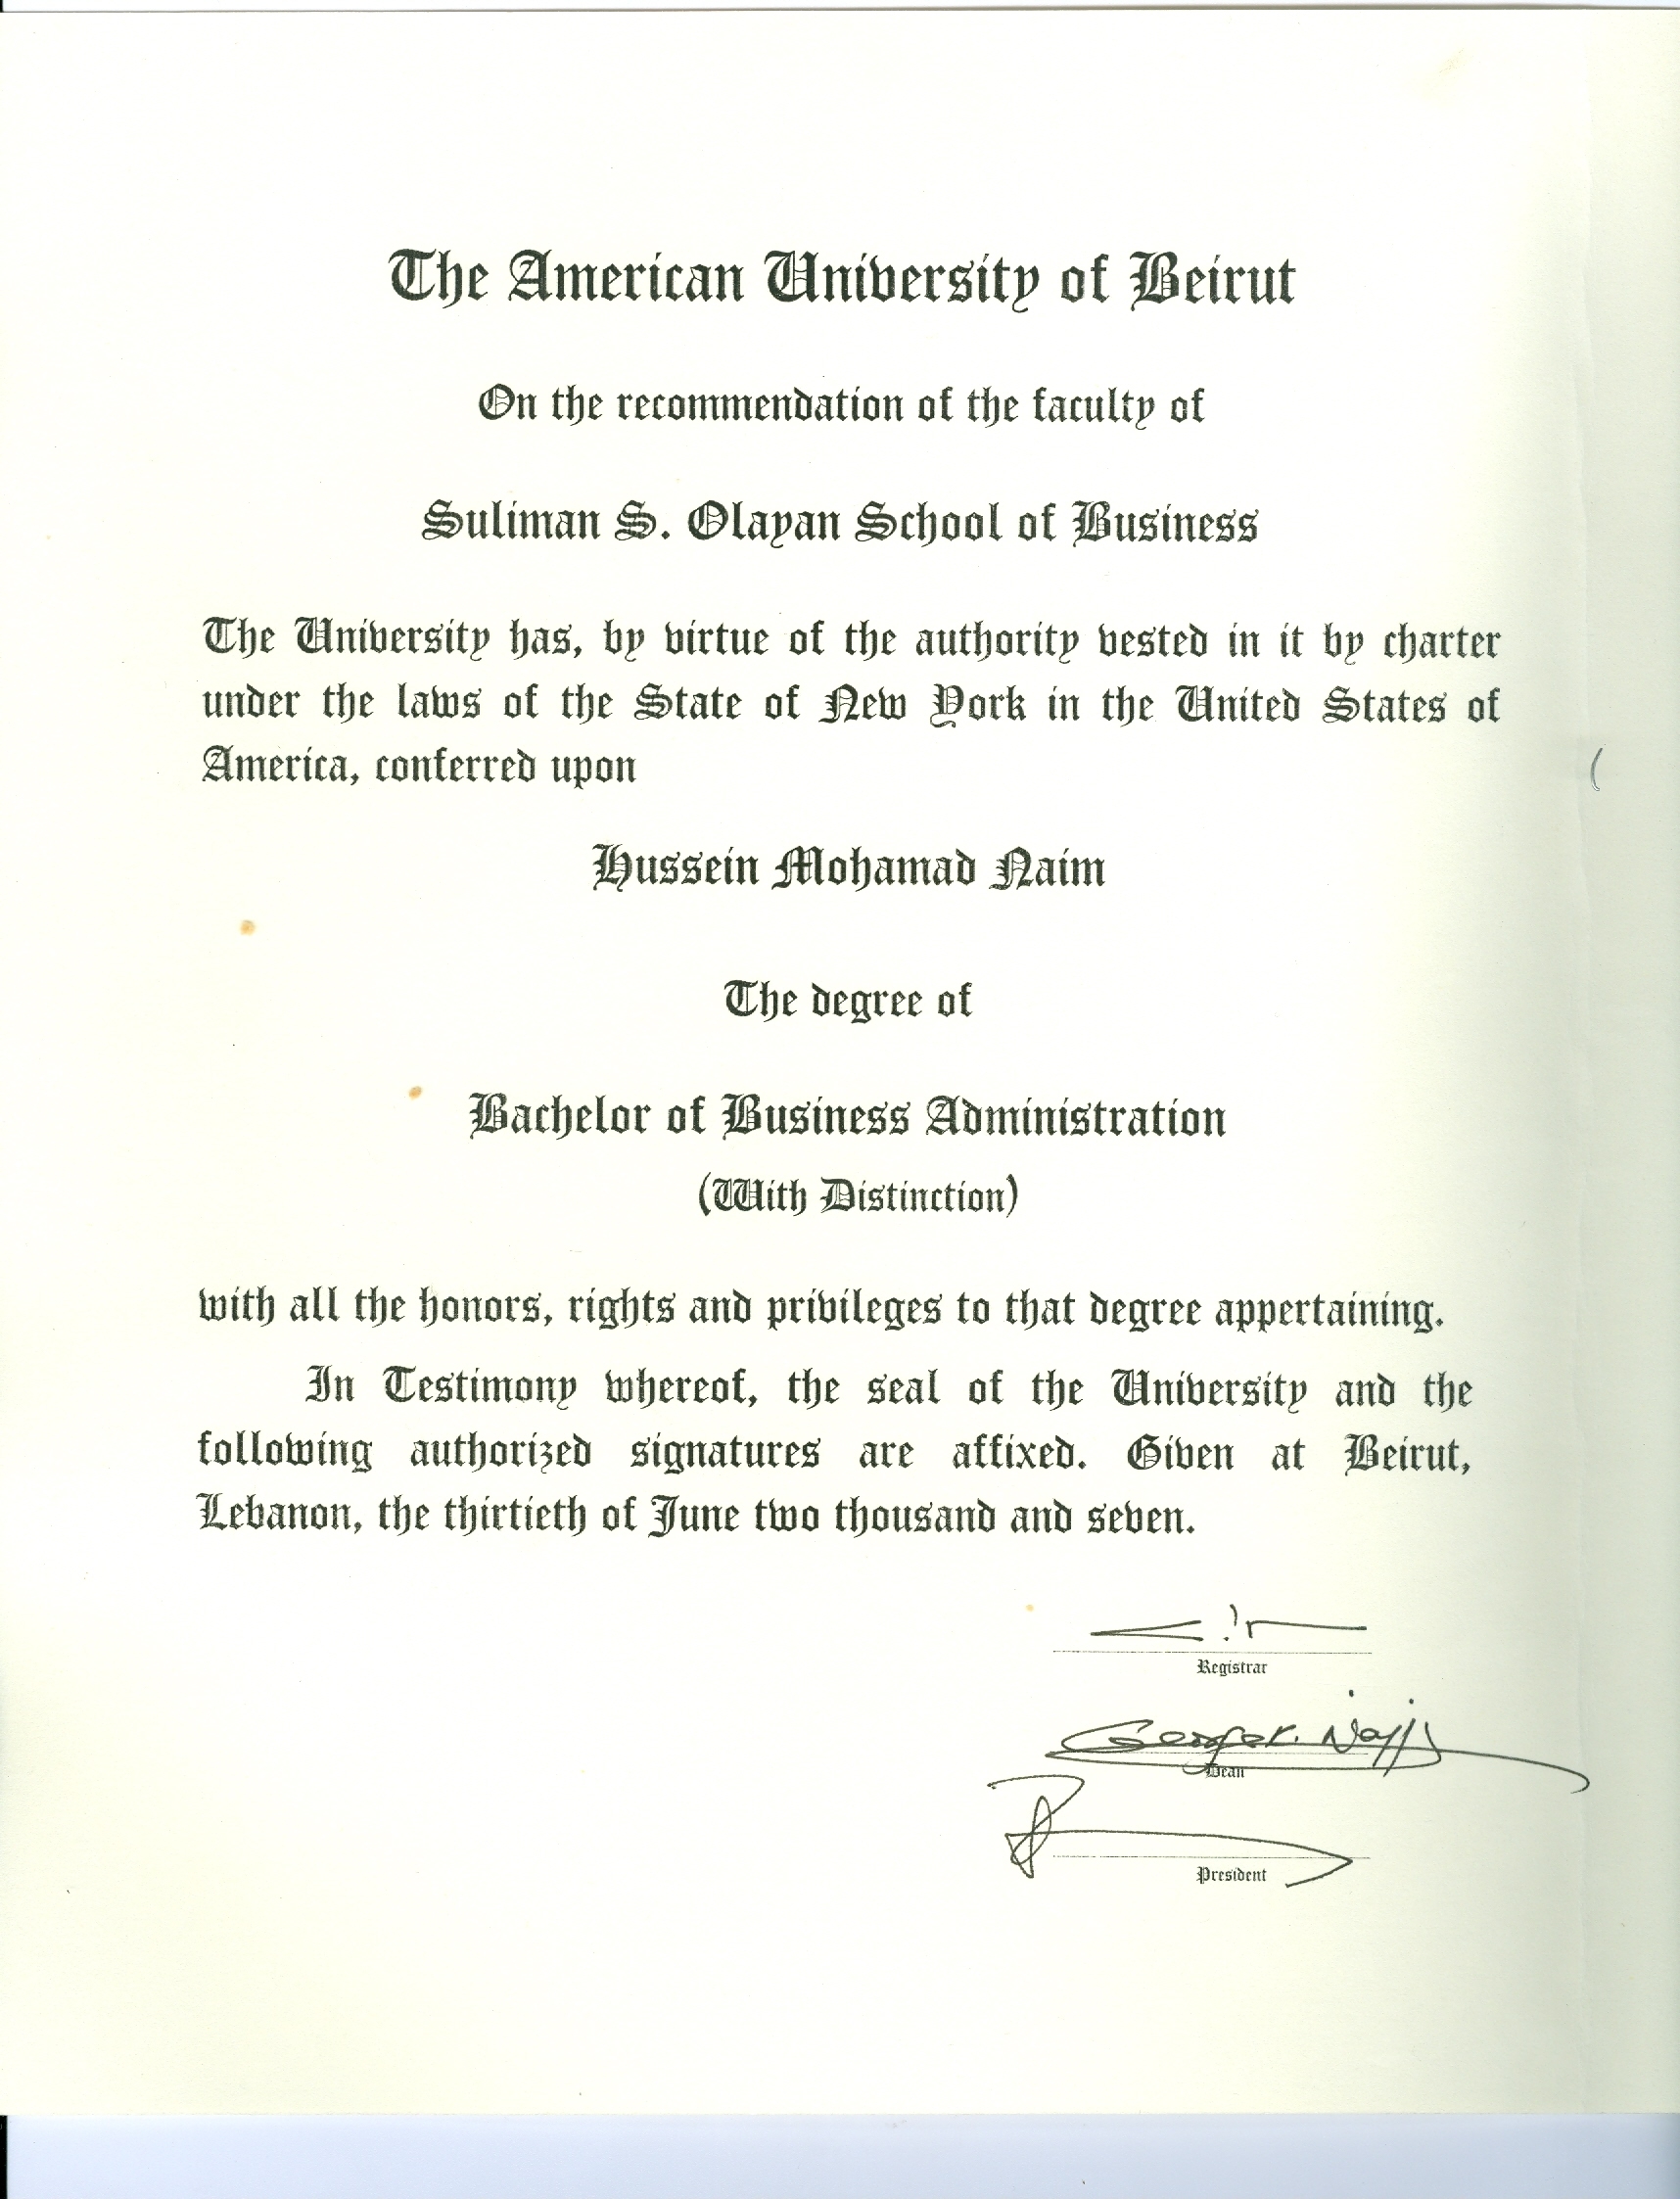 The American University of Beirut
On the recommendation of the faculty of
Suliman S. Olayan School of Business
The University has, by virtue of the authority vested in it by charter
under the laws of the State of New York in the United States of
America, conferred upon
Hussein Mohamad Naim
The degree of
Bachelor of Business Administration
(With Distinction)
with all the honors, rights and privileges to that degree appertaining.
In Testimony whereof, the seal of the University and the
following authorized signatures are affixed. Given at Beirut,
Lebanon, the thirtieth of June two thousand and seven.
Registrar
Dean
President